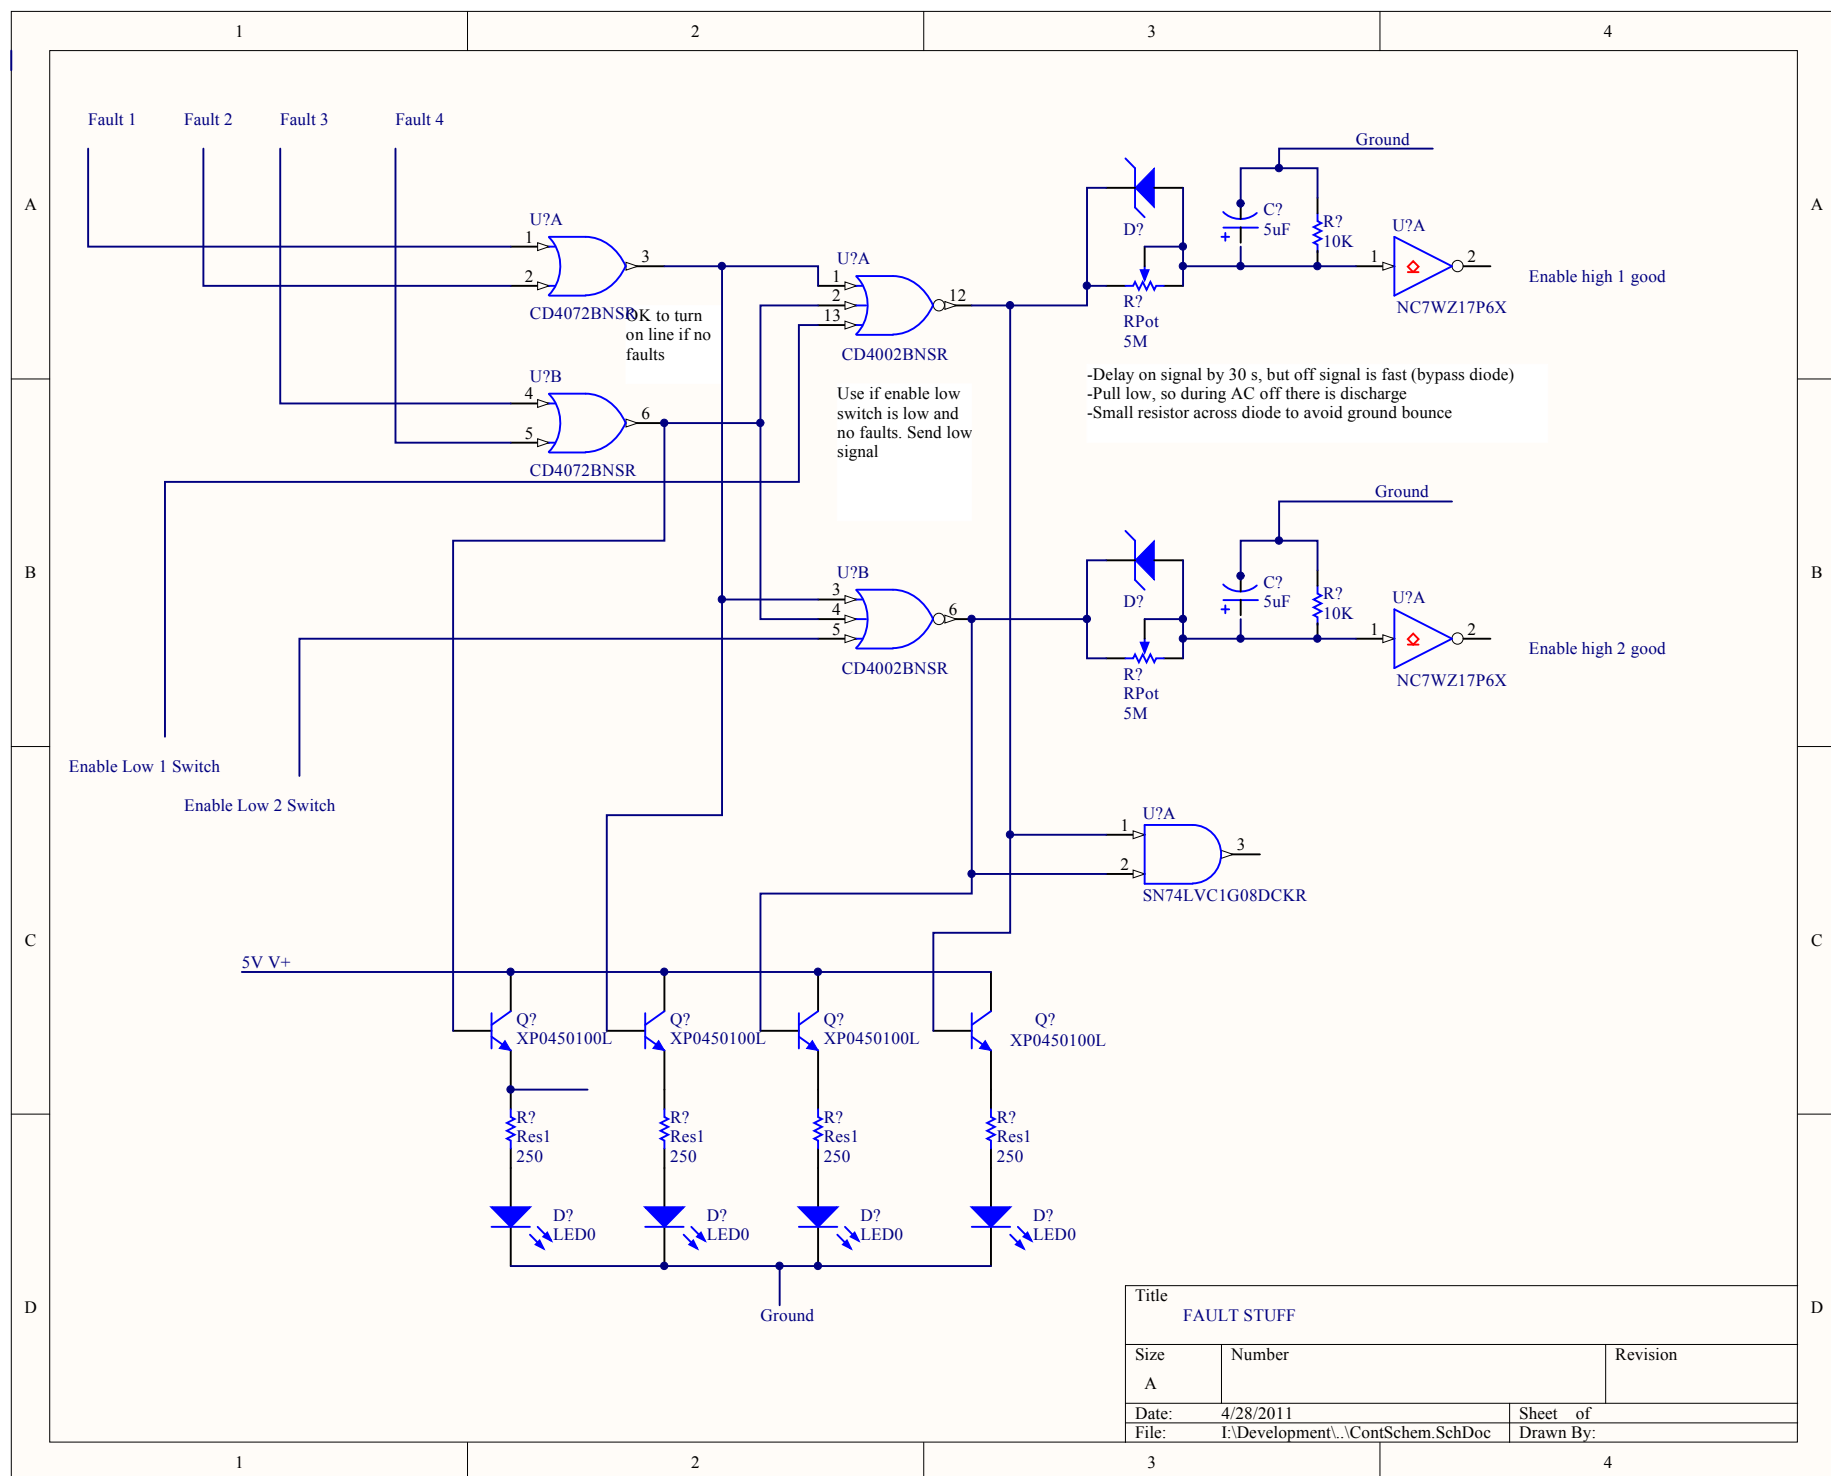 1
2
3
4
A
A
B
B
C
C
D
D
1
2
3
4
Fault 1
Fault 2
Fault 3
Fault 4
U?A
1
2
3
CD4072BNSR
OK to turn
on line if no
faults
U?B
4
5
6
CD4072BNSR
U?A
1
2
13
12
CD4002BNSR
Use if enable low
switch is low and
no faults. Send low
signal
U?B
3
4
5
6
CD4002BNSR
D?
R?
RPot
5M
Ground
C?
5uF
R?
10K
U?A
1
2
NC7WZ17P6X
Enable high 1 good
-Delay on signal by 30 s, but off signal is fast (bypass diode)
-Pull low, so during AC off there is discharge
-Small resistor across diode to avoid ground bounce
D?
R?
RPot
5M
Ground
C?
5uF
R?
10K
U?A
1
2
NC7WZ17P6X
Enable high 2 good
Enable Low 1 Switch
Enable Low 2 Switch
U?A
1
2
3
SN74LVC1G08DCKR
5V V+
Q?
XP0450100L
Q?
XP0450100L
Q?
XP0450100L
Q?
XP0450100L
R?
Res1
250
R?
Res1
250
R?
Res1
250
R?
Res1
250
D?
LED0
D?
LED0
D?
LED0
D?
LED0
Ground
Title
FAULT STUFF
Size
A
Number
Revision
Date: 4/28/2011
Sheet of
File: I:\Development\..\ContSchem.SchDoc
Drawn By: